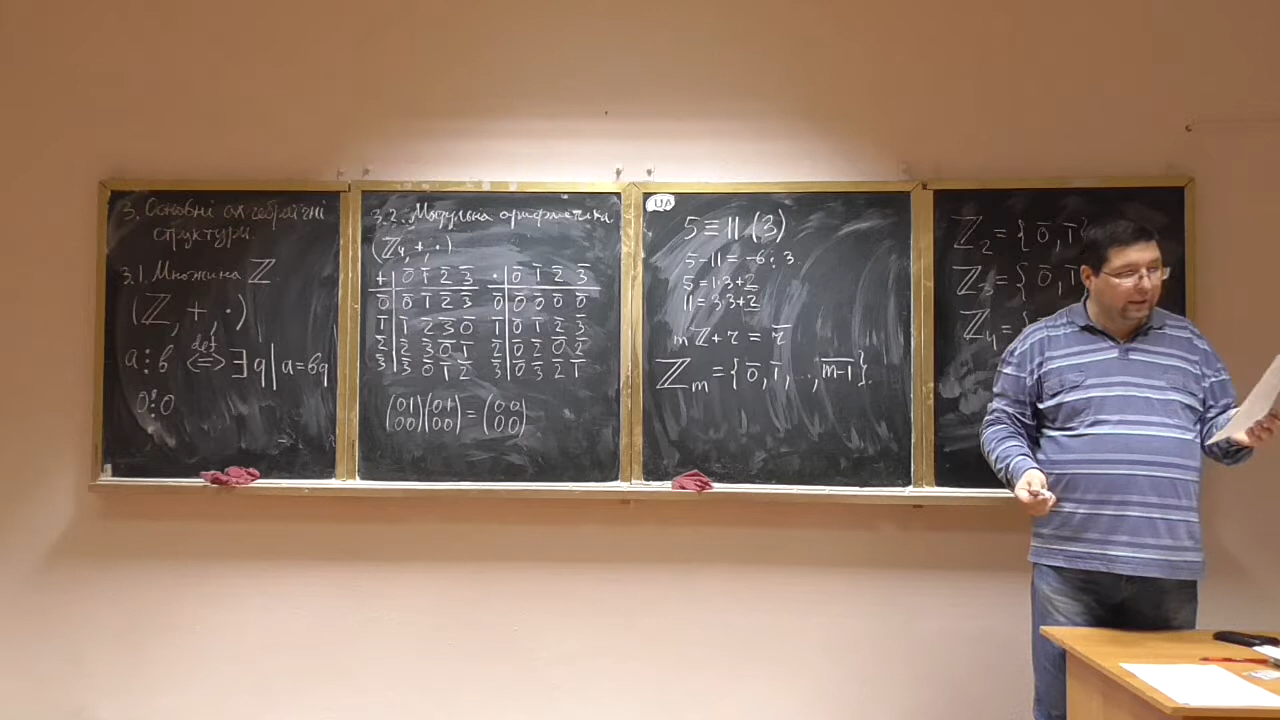 3. Основні алгебраїчні
структури.
3.1. Множина ℤ
(ℤ, +, ·)
a ⋮ b ⟺ def ∃ q | a = bq
0 ⋮ 0
3.2. Модульна арифметика
(ℤ₄, +, ·)
+ | 0̄ 1̄ 2̄ 3̄   · | 0̄ 1̄ 2̄ 3̄
0̄ | 0̄ 1̄ 2̄ 3̄   0̄ | 0̄ 0̄ 0̄ 0̄
1̄ | 1̄ 2̄ 3̄ 0̄   1̄ | 0̄ 1̄ 2̄ 3̄
2̄ | 2̄ 3̄ 0̄ 1̄   2̄ | 0̄ 2̄ 0̄ 2̄
3̄ | 3̄ 0̄ 1̄ 2̄   3̄ | 0̄ 3̄ 2̄ 1̄
(0 1) (0 1) = (0 0)
(0 0) (0 0)   (0 0)
UA
5 ≡ 11 (3)
5 - 11 = -6 ⋮ 3.
5 = 1·3 + 2
11 = 3·3 + 2
mℤ + r = r̄
ℤₘ = {0̄, 1̄, ..., m-1}.
ℤ₂ = {0̄, 1̄
ℤ₃ = {0̄, 1̄
ℤ₄ = {